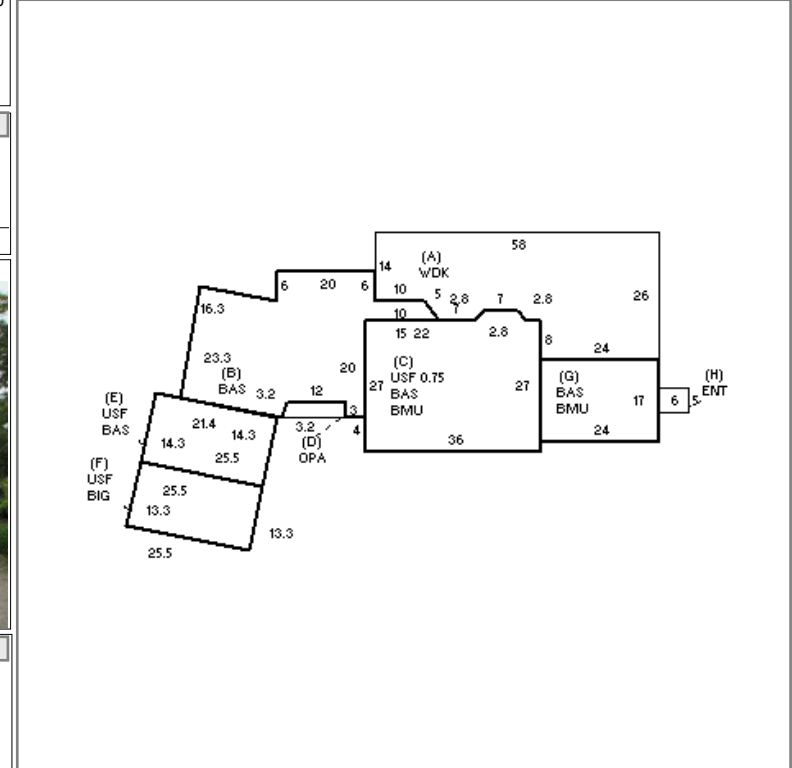 58
(A)
WDK
14
6
20
6
10
5
2.8
7
7
2.8
26
16.3
10
15 22
2.8
8
24
23.3
(B)
BAS
20
(C)
USF 0.75
BAS
BMU
27
27
(G)
BAS
BMU
17
6
5
(H)
ENT
3.2
12
3
(E)
USF
BAS
21.4
14.3
14.3
25.5
3.2
(D)
OPA
4
36
24
(F)
USF
BIG
25.5
13.3
13.3
25.5